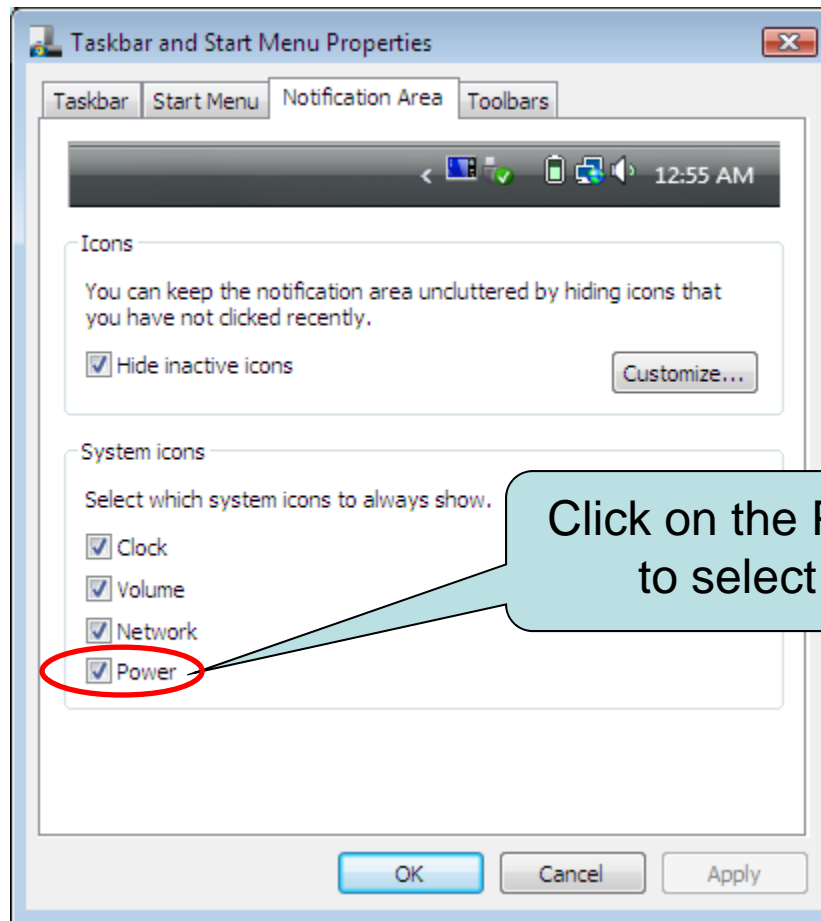 Taskbar and Start Menu Properties
Taskbar Start Menu Notification Area Toolbars
12:55 AM
Icons
You can keep the notification area uncluttered by hiding icons that
you have not clicked recently.
Hide inactive icons
Customize...
System icons
Select which system icons to always show.
Clock
Volume
Network
Power
Click on the
to select
OK Cancel Apply